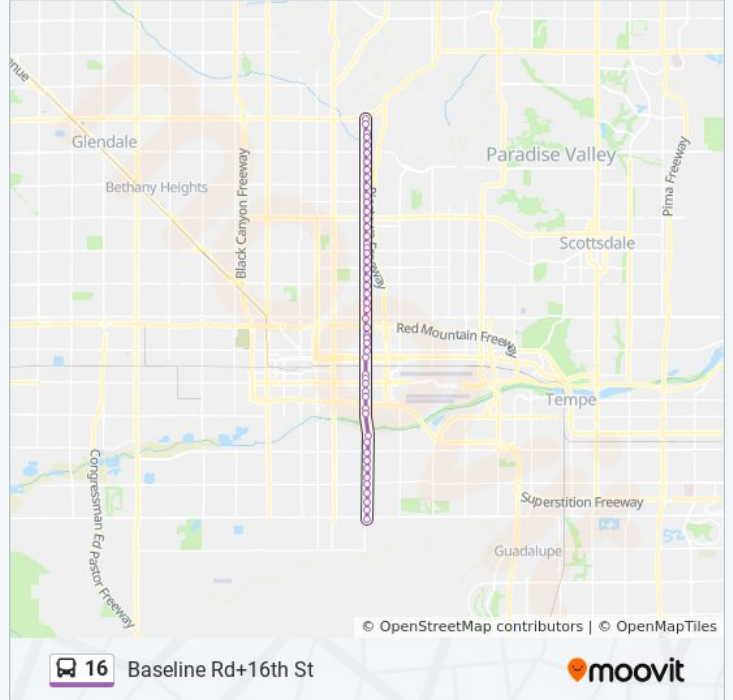 enue
Glendale
Bethany Heights
Black Canyon Freeway
Paradise Valley
Pima Freeway
Scottsdale
Red Mountain Freeway
Tempe
Congressman Ed Pastor Freeway
Superstition Freeway
Guadalupe
© OpenStreetMap contributors | © OpenMapTiles
16 Baseline Rd+16th St moovit